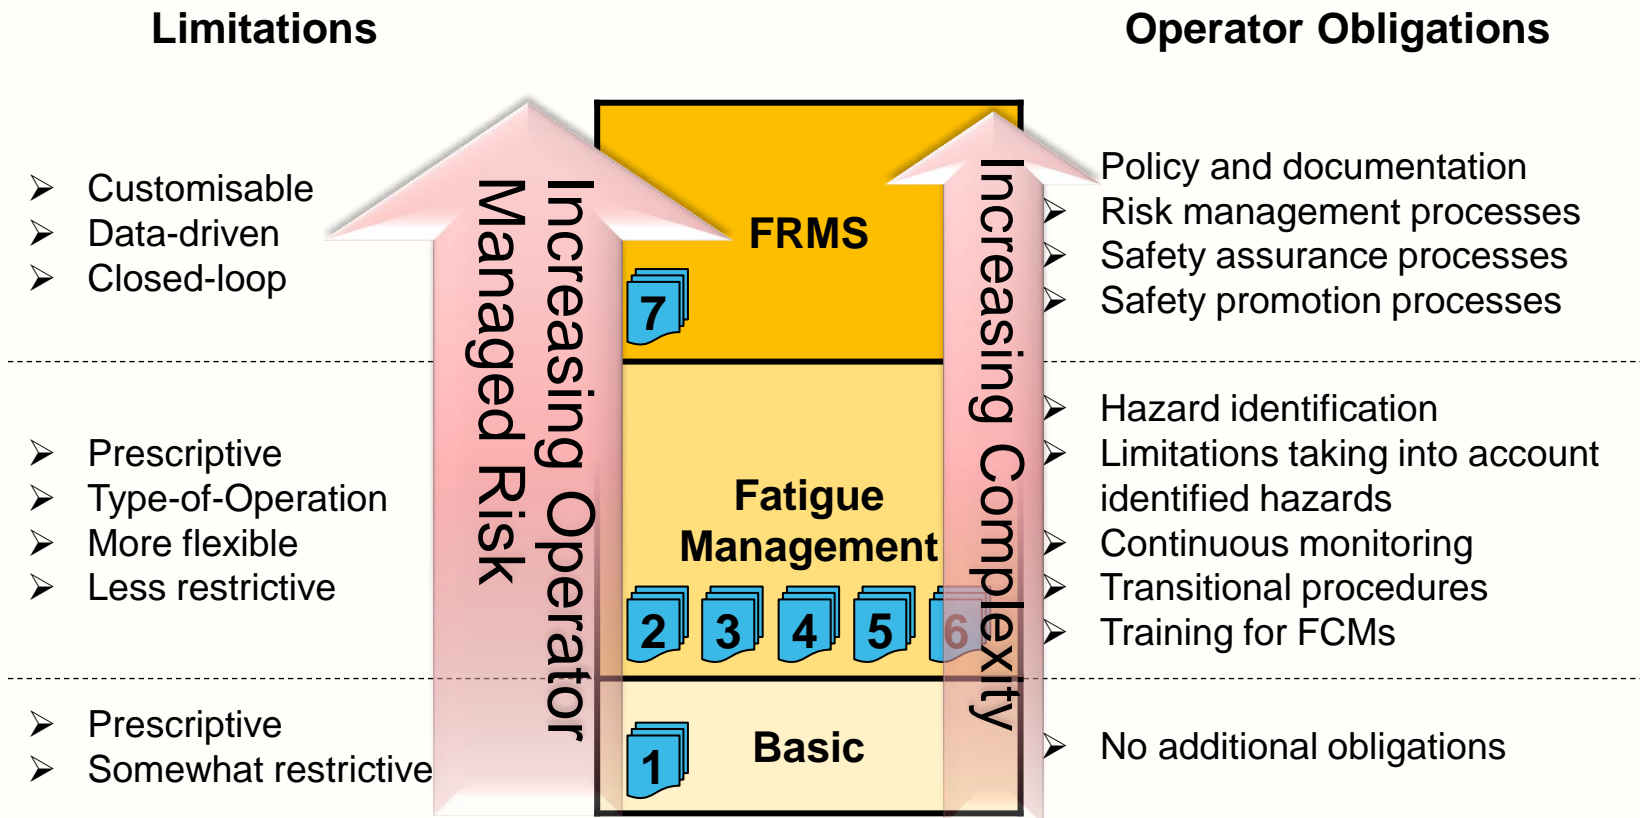 Limitations
Operator Obligations
Customisable
Data-driven
Closed-loop
Increasing Operator
Managed Risk
FRMS
7
Increasing Complexity
Policy and documentation
Risk management processes
Safety assurance processes
Safety promotion processes
Prescriptive
Type-of-Operation
More flexible
Less restrictive
Fatigue
Management
2 3 4 5 6
Hazard identification
Limitations taking into account
identified hazards
Continuous monitoring
Transitional procedures
Training for FCMs
Prescriptive
Somewhat restrictive
Basic
1
No additional obligations